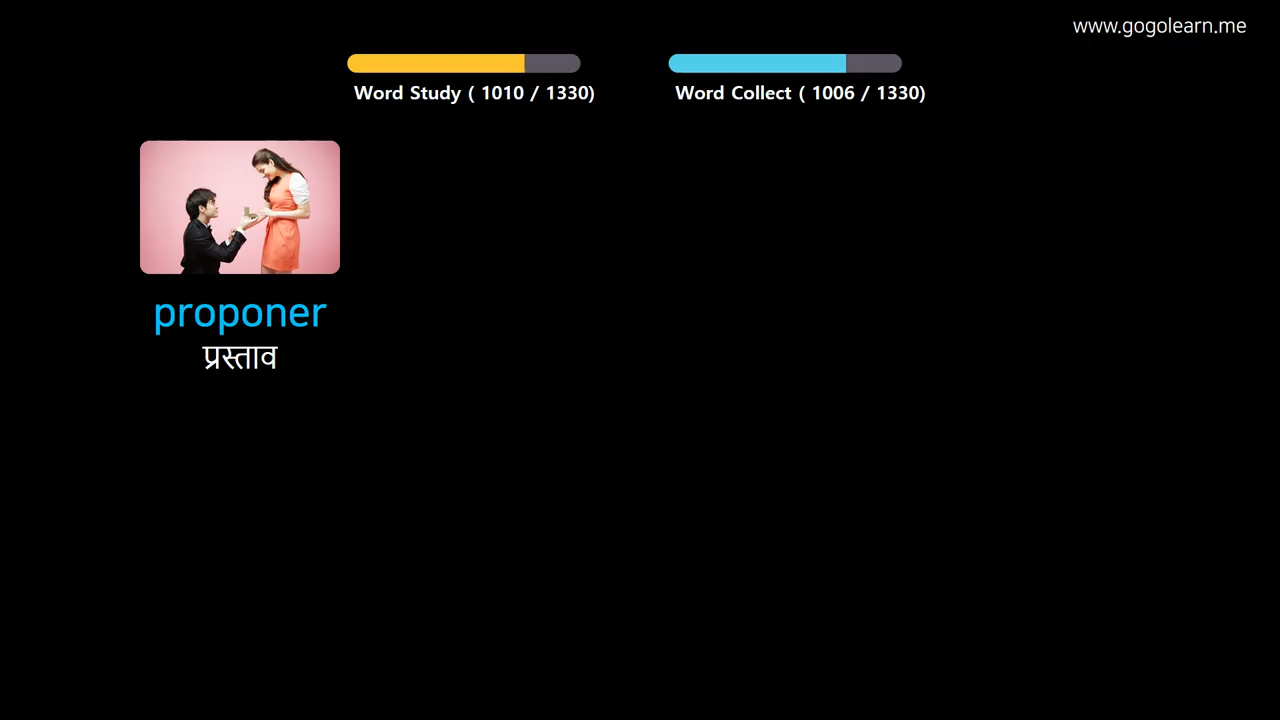 www.gogolearn.me
Word Study ( 1010 / 1330)
Word Collect ( 1006 / 1330)
proponer
प्रस्ताव